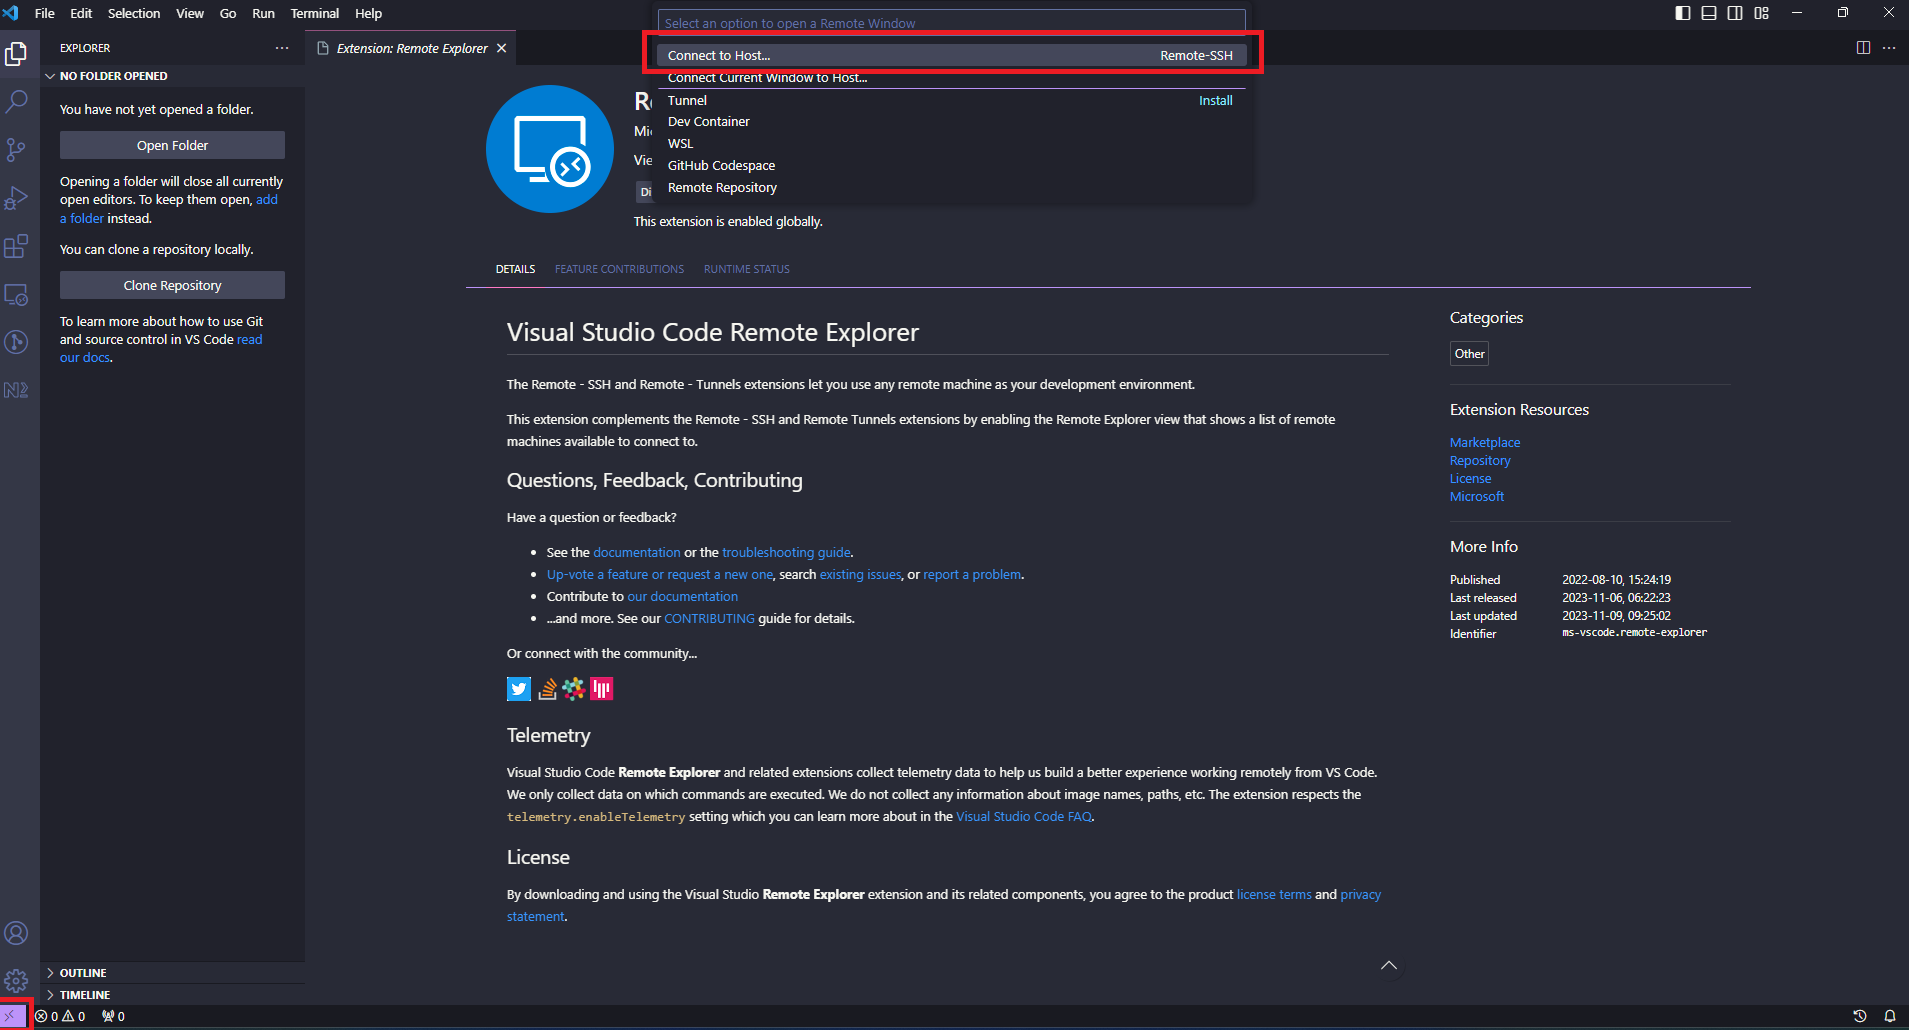 File Edit Selection View Go Run Terminal Help
Select an option to open a Remote Window
Connect to Host... Remote-SSH
Connect Current Window to Host...
Tunnel Install
Dev Container
WSL
GitHub Codespace
Remote Repository
EXPLORER
NO FOLDER OPENED
You have not yet opened a folder.
Open Folder
Opening a folder will close all currently
open editors. To keep them open, add
a folder instead.
You can clone a repository locally.
Clone Repository
To learn more about how to use Git
and source control in VS Code read
our docs.
OUTLINE
TIMELINE
Extension: Remote Explorer
This extension is enabled globally.
DETAILS FEATURE CONTRIBUTIONS RUNTIME STATUS
Visual Studio Code Remote Explorer
The Remote - SSH and Remote - Tunnels extensions let you use any remote machine as your development environment.
This extension complements the Remote - SSH and Remote Tunnels extensions by enabling the Remote Explorer view that shows a list of remote
machines available to connect to.
Questions, Feedback, Contributing
Have a question or feedback?
• See the documentation or the troubleshooting guide.
• Up-vote a feature or request a new one, search existing issues, or report a problem.
• Contribute to our documentation
• ...and more. See our CONTRIBUTING guide for details.
Or connect with the community...
Telemetry
Visual Studio Code Remote Explorer and related extensions collect telemetry data to help us build a better experience working remotely from VS Code.
We only collect data on which commands are executed. We do not collect any information about image names, paths, etc. The extension respects the
telemetry.enableTelemetry setting which you can learn more about in the Visual Studio Code FAQ.
License
By downloading and using the Visual Studio Remote Explorer extension and its related components, you agree to the product license terms and privacy
statement.
Categories
Other
Extension Resources
Marketplace
Repository
License
Microsoft
More Info
Published 2022-08-10, 15:24:19
Last released 2023-11-06, 06:22:23
Last updated 2023-11-09, 09:25:02
Identifier ms-vscode.remote-explorer
0 0 0